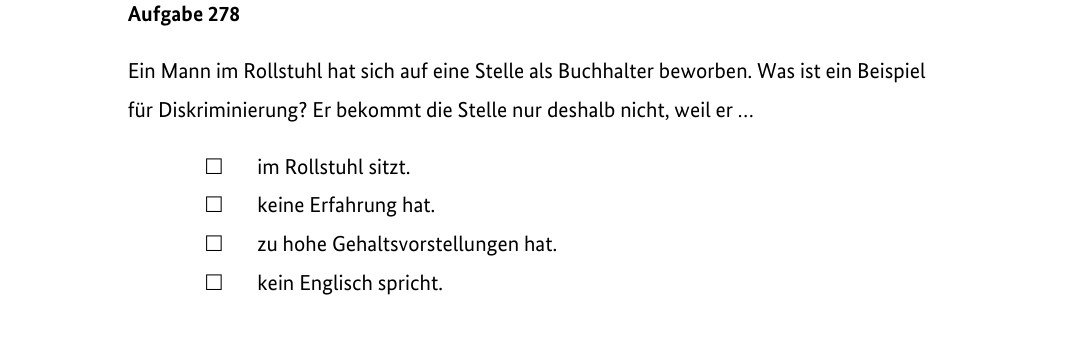 Aufgabe 278
Ein Mann im Rollstuhl hat sich auf eine Stelle als Buchhalter beworben. Was ist ein Beispiel
für Diskriminierung? Er bekommt die Stelle nur deshalb nicht, weil er …
☐ im Rollstuhl sitzt.
☐ keine Erfahrung hat.
☐ zu hohe Gehaltsvorstellungen hat.
☐ kein Englisch spricht.